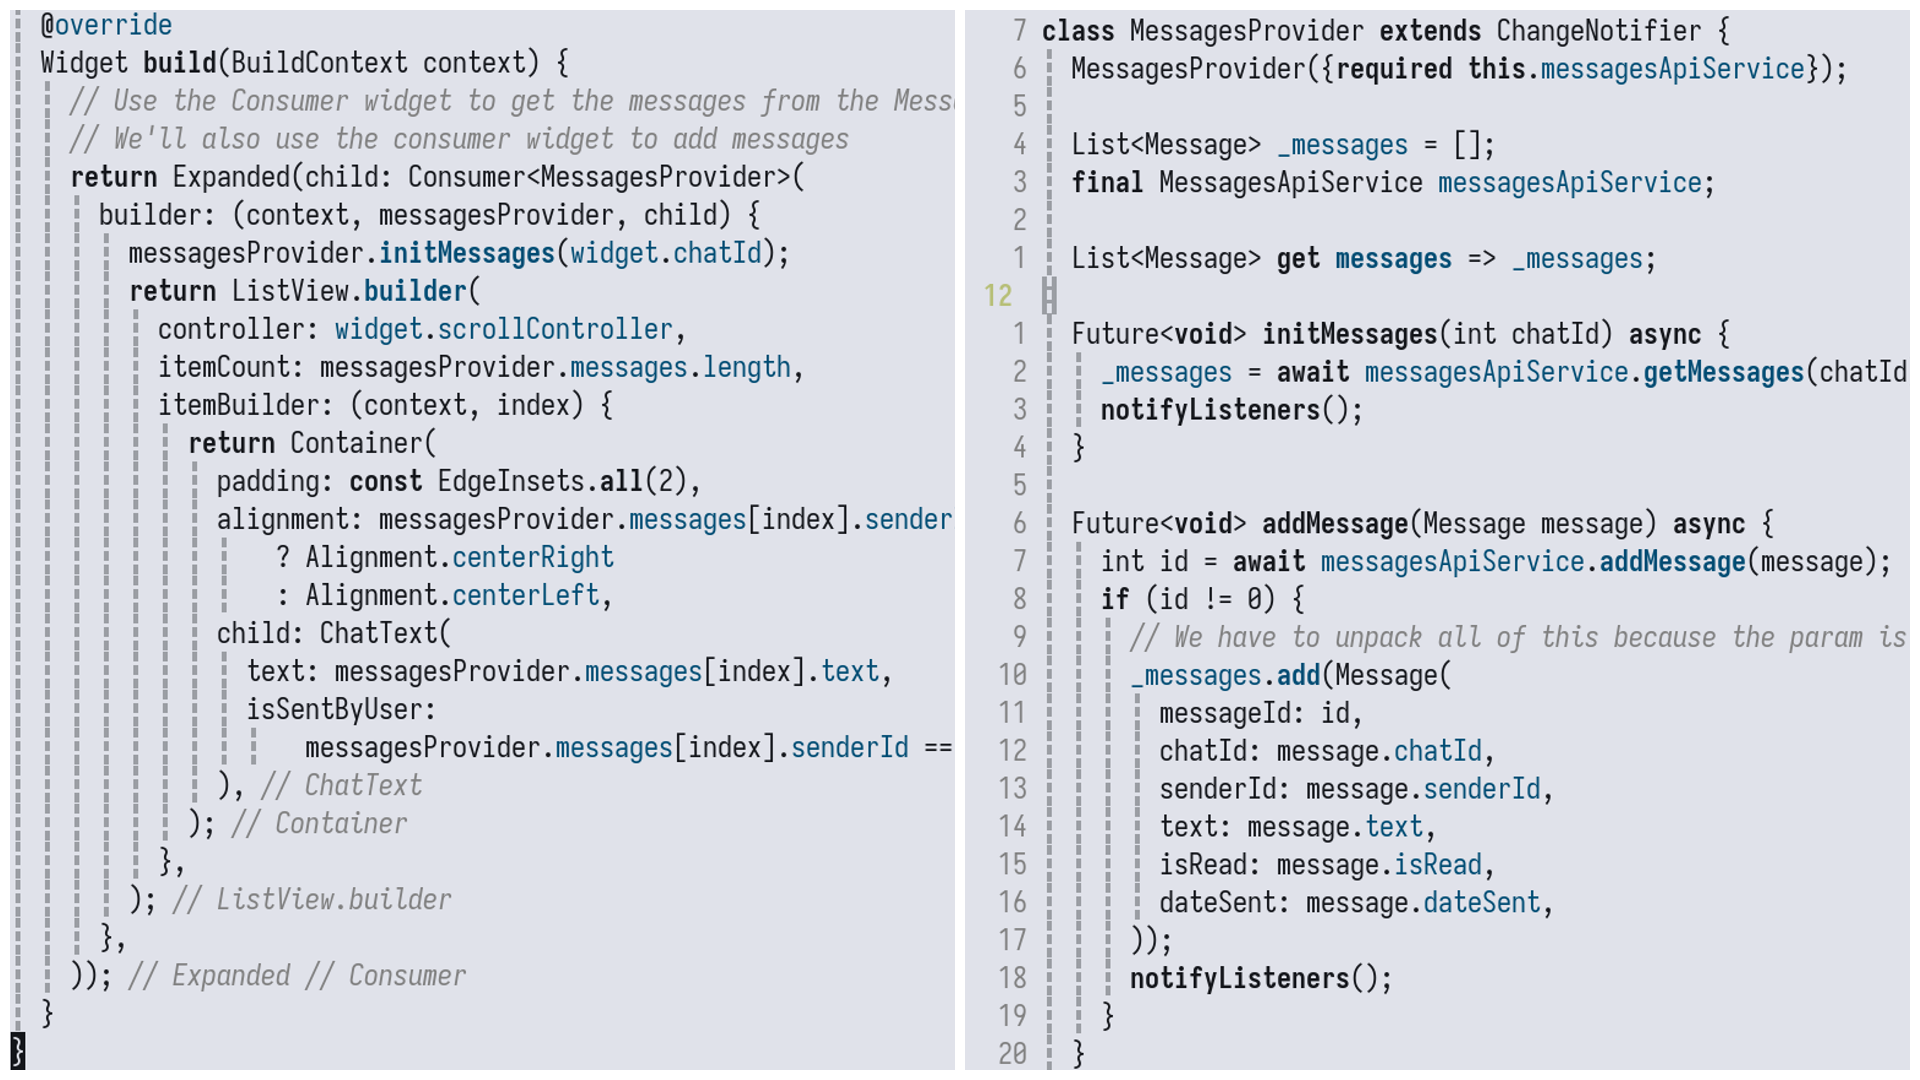 @override
Widget build(BuildContext context) {
// Use the Consumer widget to get the messages from the Mess
// We'll also use the consumer widget to add messages
return Expanded(child: Consumer<MessagesProvider>(
builder: (context, messagesProvider, child) {
messagesProvider.initMessages(widget.chatId);
return ListView.builder(
controller: widget.scrollController,
itemCount: messagesProvider.messages.length,
itemBuilder: (context, index) {
return Container(
padding: const EdgeInsets.all(2),
alignment: messagesProvider.messages[index].sender
? Alignment.centerRight
: Alignment.centerLeft,
child: ChatText(
text: messagesProvider.messages[index].text,
isSentByUser:
messagesProvider.messages[index].senderId ==
), // ChatText
); // Container
},
); // ListView.builder
},
)); // Expanded // Consumer
}
}
7 class MessagesProvider extends ChangeNotifier {
6 MessagesProvider({required this.messagesApiService});
5
4 List<Message> _messages = [];
3 final MessagesApiService messagesApiService;
2
1 List<Message> get messages => _messages;
12
1 Future<void> initMessages(int chatId) async {
2 _messages = await messagesApiService.getMessages(chatId
3 notifyListeners();
4 }
5
6 Future<void> addMessage(Message message) async {
7 int id = await messagesApiService.addMessage(message);
8 if (id != 0) {
9 // We have to unpack all of this because the param is
10 _messages.add(Message(
11 messageId: id,
12 chatId: message.chatId,
13 senderId: message.senderId,
14 text: message.text,
15 isRead: message.isRead,
16 dateSent: message.dateSent,
17 ));
18 notifyListeners();
19 }
20 }